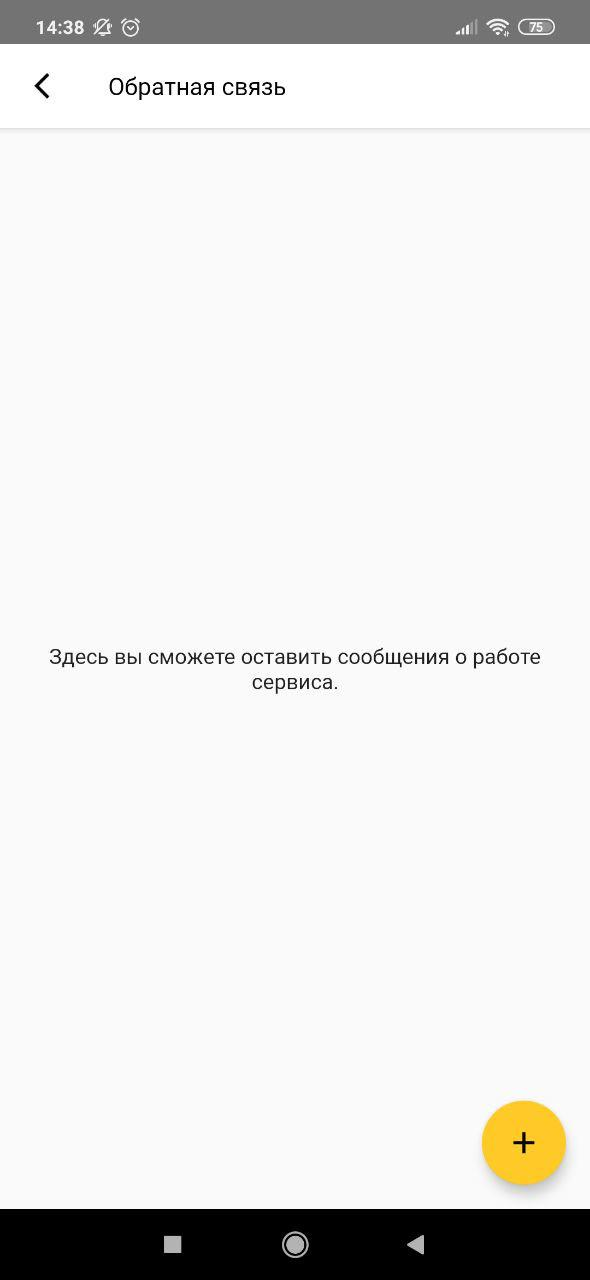 14:38
75
Обратная связь
Здесь вы сможете оставить сообщения о работе
сервиса.